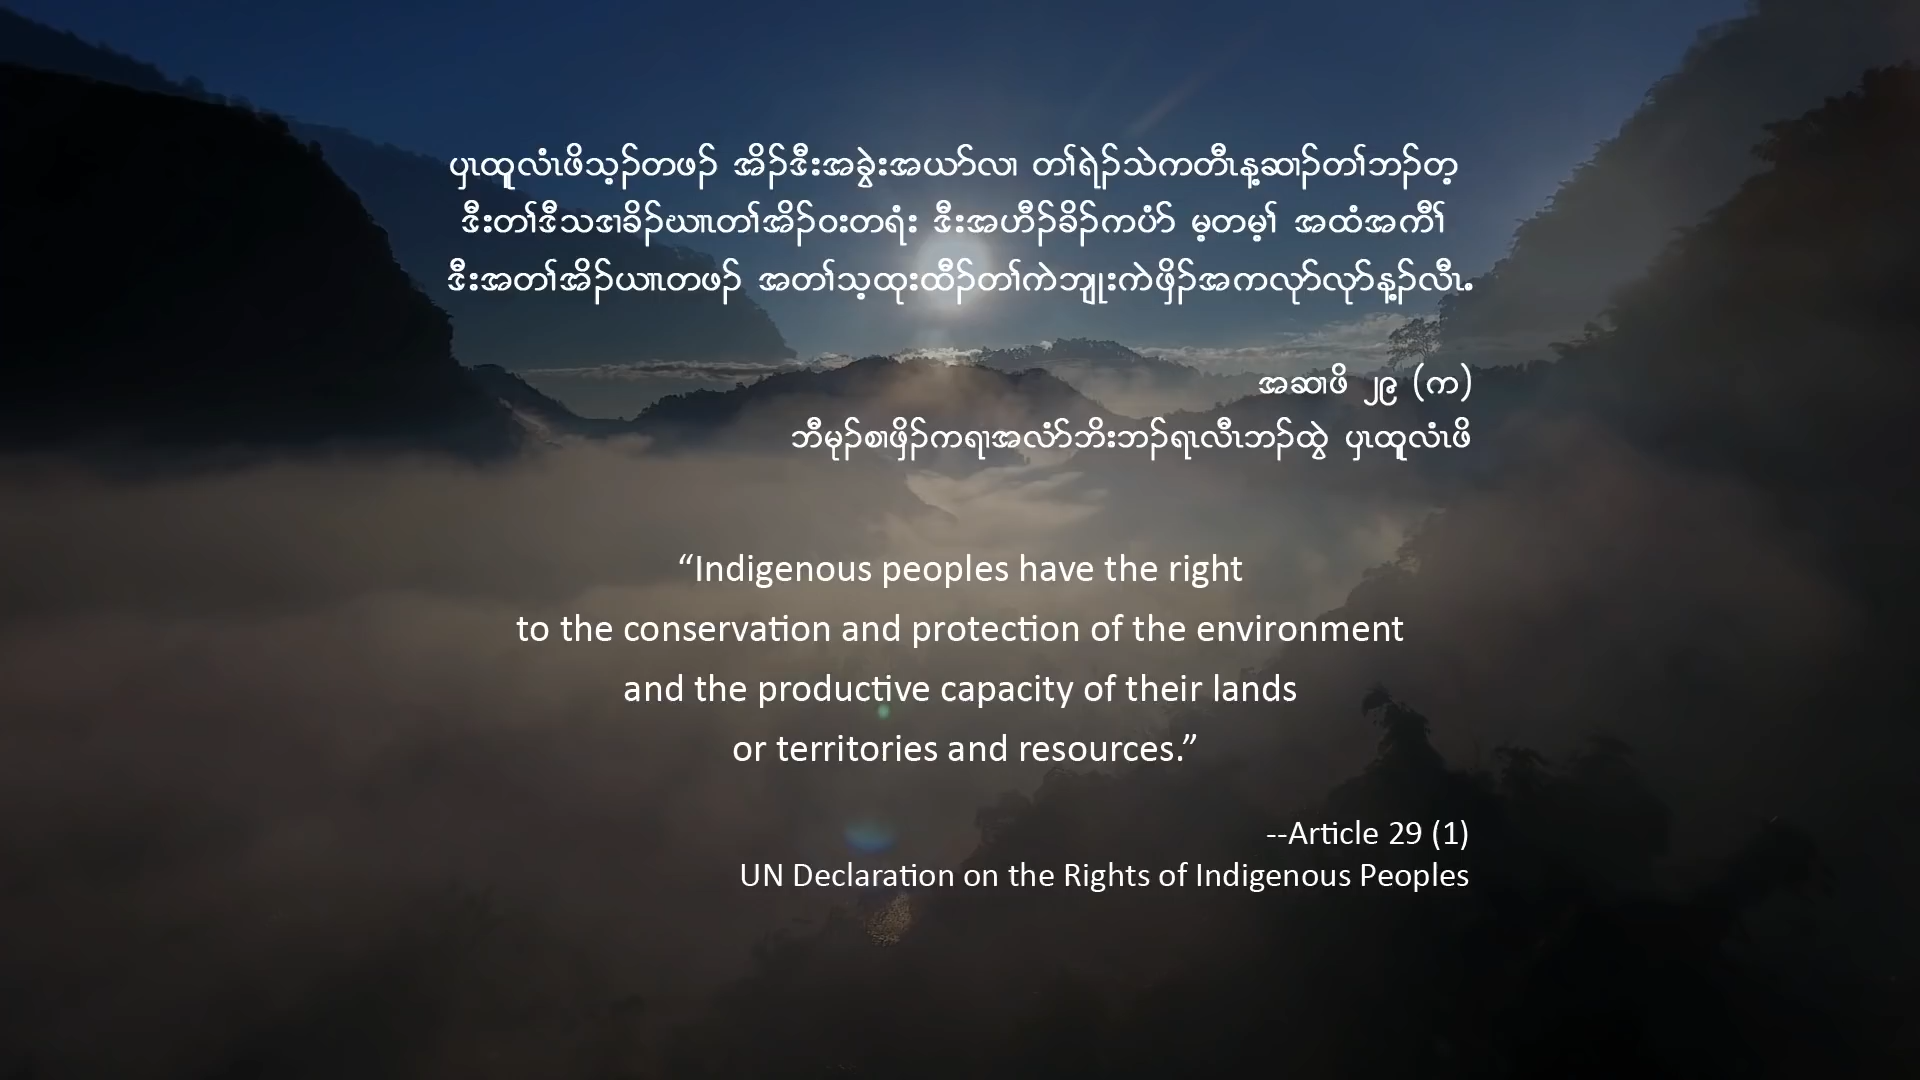 ပှၤထူလံၤဖိသ့ၣ်တဖၣ် အိၣ်ဒီးအခွဲးအယာ်လၢ တၢ်ရဲၣ်သဲကတီၤန့ဆၢၣ်တၢ်ဘၣ်တ့
ဒီးတၢ်ဒီသဒၢခိၣ်ဃၢၤတၢ်အိၣ်ဝးတရံး ဒီးအဟီၣ်ခိၣ်ကပံာ် မ့တမ့ၢ် အထံအကီၢ်
ဒီးအတၢ်အိၣ်ယၢၤတဖၣ် အတၢ်သ့ထုးထီၣ်တၢ်ကဲဘျုးကဲဖှိၣ်အကလုာ်လုာ်န့ၣ်လီၤ.
အဆၢဖိ ၂၉ (က)
ဘီမုၣ်စၢဖှိၣ်ကရၢအလံာ်ဘိးဘၣ်ရၤလီၤဘၣ်ထွဲ ပှၤထူလံၤဖိ
“Indigenous peoples have the right
to the conservation and protection of the environment
and the productive capacity of their lands
or territories and resources.”
--Article 29 (1)
UN Declaration on the Rights of Indigenous Peoples